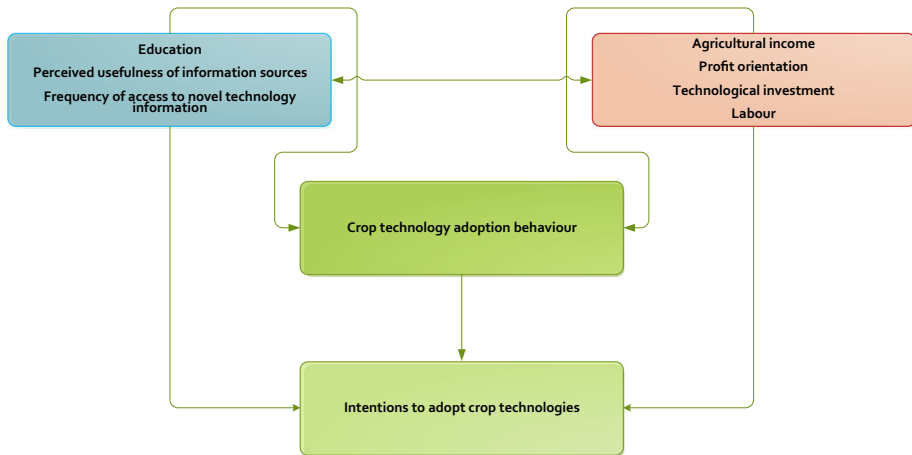 Education
Perceived usefulness of information sources
Frequency of access to novel technology
information
Agricultural income
Profit orientation
Technological investment
Labour
Crop technology adoption behaviour
Intentions to adopt crop technologies